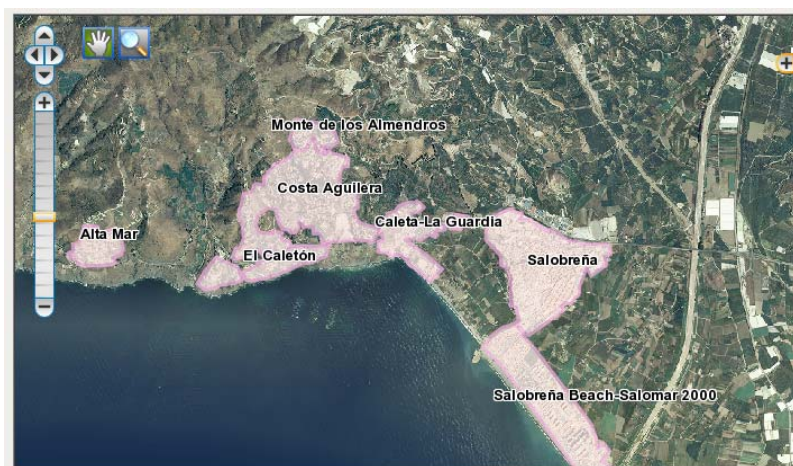 Monte de los Almendros
Costa Aguilera
Caleta-La Guardia
Alta Mar
El Caletón
Salobreña
Salobreña Beach-Salomar 2000